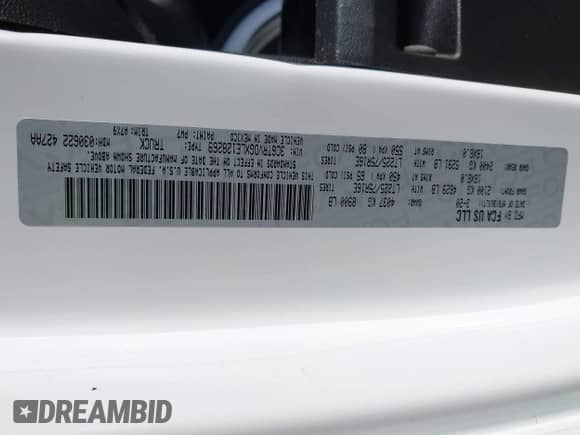 MFD BY FCA US LLC
DATE OF MFR 3-20
GVWR: 4037 KG 8900 LB
GAWR FRONT: 2100 KG 4629 LB WITH LT225/75R16E TIRES
16X6.0 RIMS AT 450 KPA 65 PSI COLD
GAWR REAR: 2400 KG 5291 LB WITH LT225/75R16E TIRES
16X6.0 RIMS AT 550 KPA 80 PSI COLD
THIS VEHICLE CONFORMS TO ALL APPLICABLE FEDERAL MOTOR VEHICLE SAFETY
STANDARDS IN EFFECT IN U.S.A. ON THE DATE OF MANUFACTURE SHOWN ABOVE.
VIN: TYPE: TRUCK
MDH:030622 427AA
VEHICLE MADE IN MEXICO PAINT: PW7 TRIM: A7X9
DREAMBID